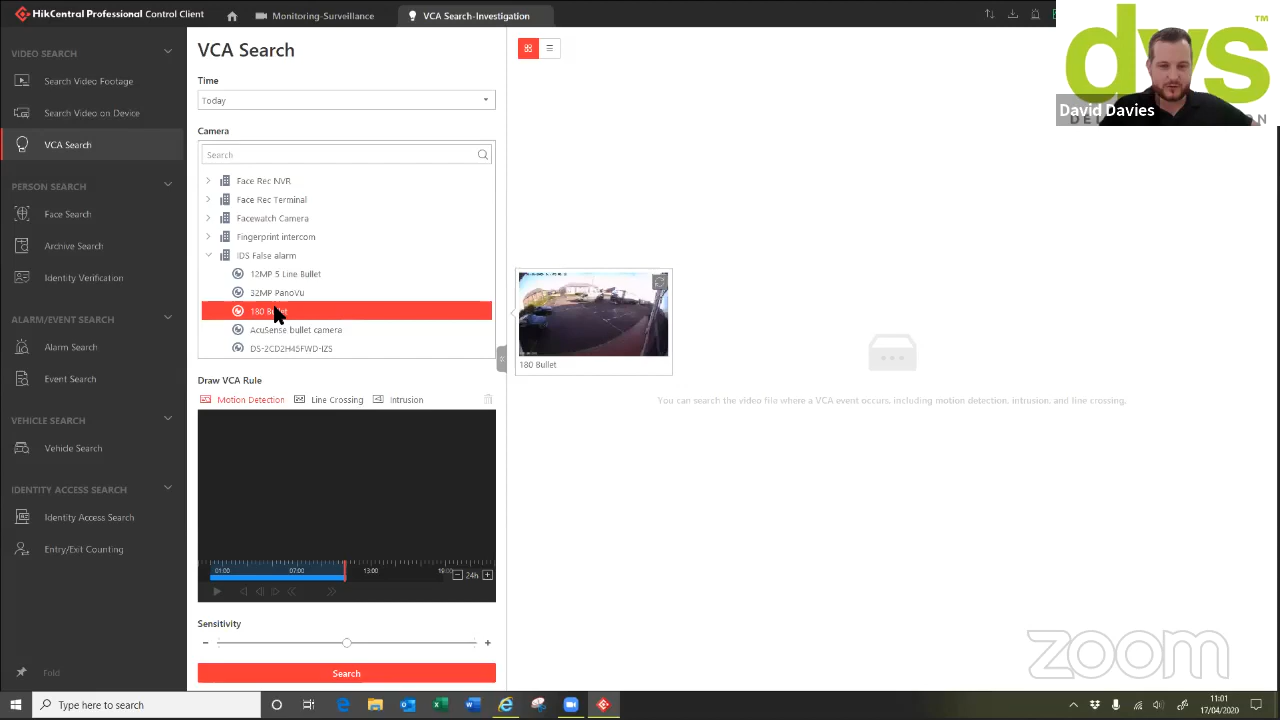 HikCentral Professional Control Client
Monitoring-Surveillance
VCA Search-Investigation
VIDEO SEARCH
Search Video Footage
Search Video on Device
VCA Search
PERSON SEARCH
Face Search
Archive Search
Identity Verification
ALARM/EVENT SEARCH
Alarm Search
Event Search
VEHICLE SEARCH
Vehicle Search
IDENTITY ACCESS SEARCH
Identity Access Search
Entry/Exit Counting
Fold
VCA Search
Time
Today
Camera
Search
Face Rec NVR
Face Rec Terminal
Facewatch Camera
Fingerprint intercom
IDS False alarm
12MP 5 Line Bullet
32MP PanoVu
180 Bullet
AcuSense bullet camera
DS-2CD2H45FWD-IZS
Draw VCA Rule
Motion Detection
Line Crossing
Intrusion
01:00
07:00
13:00
24h
Sensitivity
Search
180 Bullet
You can search the video file where a VCA event occurs, including motion detection, intrusion, and line crossing.
dvs
TM
David Davies
zoom
Type here to search
11:01
17/04/2020